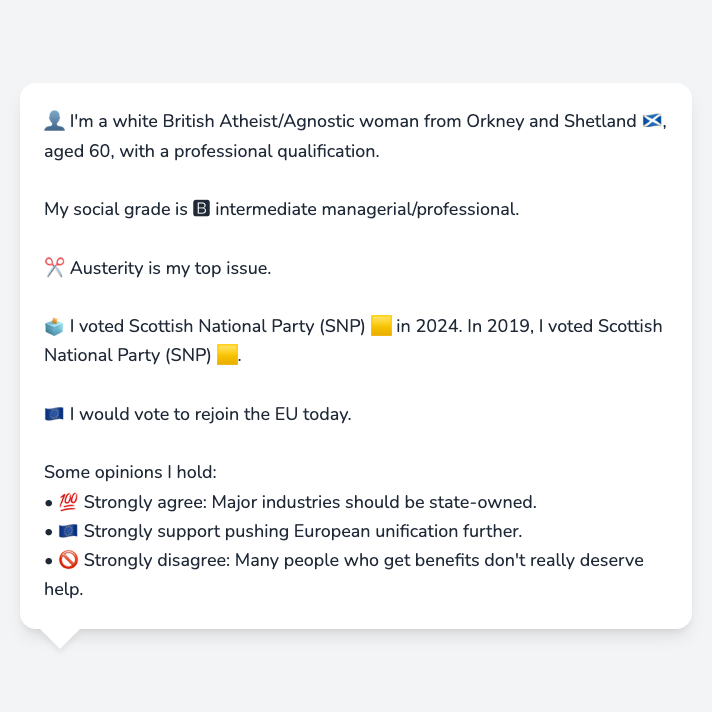 👤 I'm a white British Atheist/Agnostic woman from Orkney and Shetland 🏴󠁧󠁢󠁳󠁣󠁴󠁿,
aged 60, with a professional qualification.
My social grade is 🅱 intermediate managerial/professional.
✂️ Austerity is my top issue.
🗳️ I voted Scottish National Party (SNP) 🟨 in 2024. In 2019, I voted Scottish
National Party (SNP) 🟨.
🇪🇺 I would vote to rejoin the EU today.
Some opinions I hold:
• 💯 Strongly agree: Major industries should be state-owned.
• 🇪🇺 Strongly support pushing European unification further.
• 🚫 Strongly disagree: Many people who get benefits don't really deserve
help.